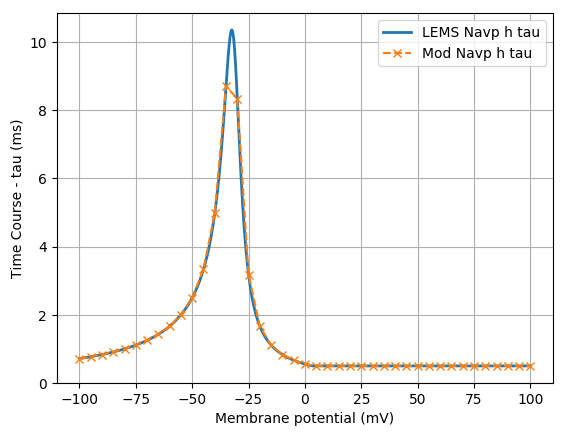 LEMS Navp h tau
Mod Navp h tau
Time Course - tau (ms)
10
8
6
4
2
0
−100 −75 −50 −25 0 25 50 75 100
Membrane potential (mV)